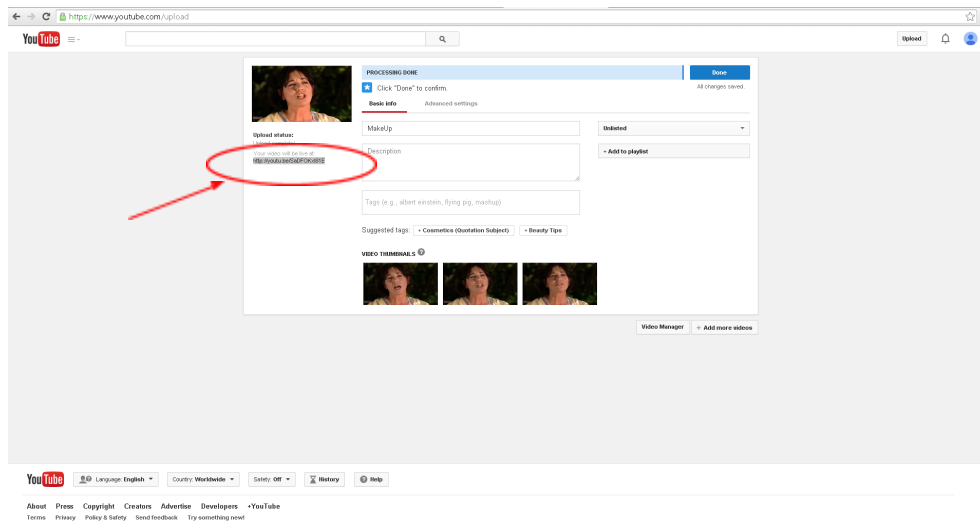 https://www.youtube.com/upload
YouTube
Upload
PROCESSING DONE
Done
Click "Done" to confirm.
All changes saved.
Basic info Advanced settings
MakeUp
Unlisted
Upload status:
Your video will be live at:
Description
+ Add to playlist
Tags (e.g., albert einstein, flying pig, mashup)
Suggested tags: + Cosmetics (Quotation Subject) + Beauty Tips
VIDEO THUMBNAILS ?
Video Manager + Add more videos
YouTube Language: English Country: Worldwide Safety: Off History Help
About Press Copyright Creators Advertise Developers +YouTube
Terms Privacy Policy & Safety Send feedback Try something new!